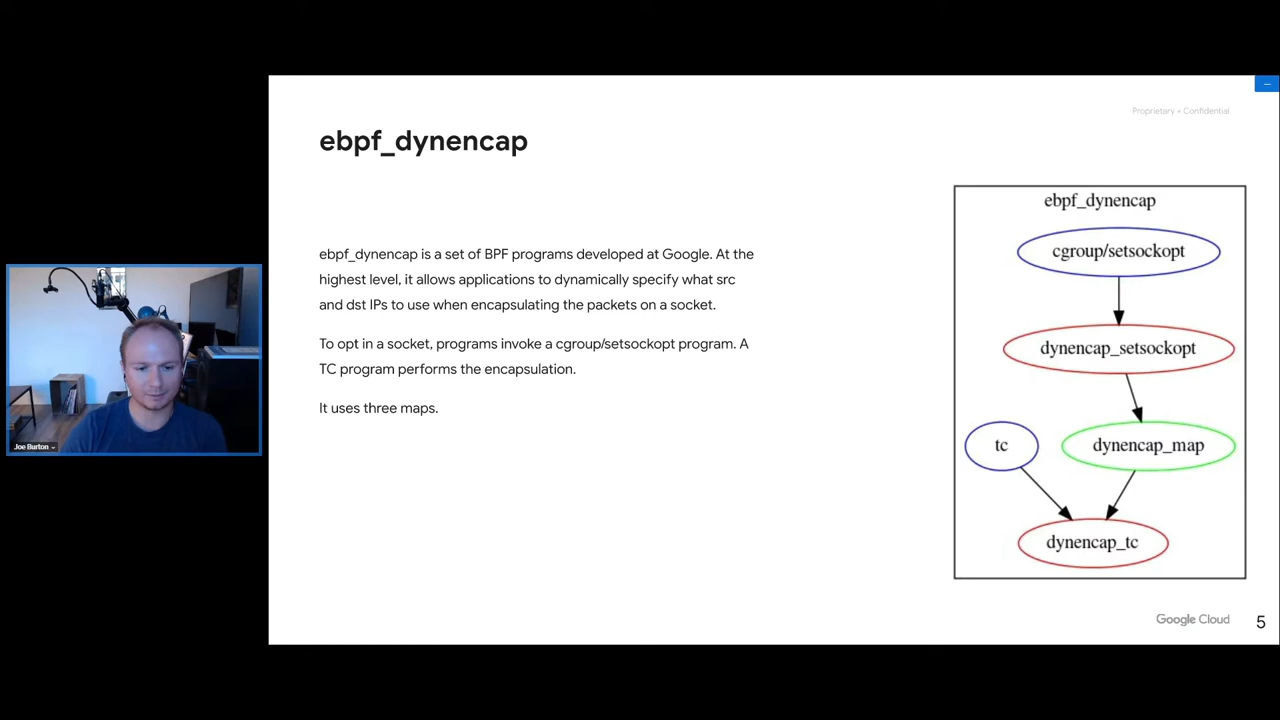 Proprietary + Confidential
ebpf_dynencap
ebpf_dynencap is a set of BPF programs developed at Google. At the
highest level, it allows applications to dynamically specify what src
and dst IPs to use when encapsulating the packets on a socket.
To opt in a socket, programs invoke a cgroup/setsockopt program. A
TC program performs the encapsulation.
It uses three maps.
ebpf_dynencap
cgroup/setsockopt
dynencap_setsockopt
tc
dynencap_map
dynencap_tc
Joe Burton
Google Cloud
5